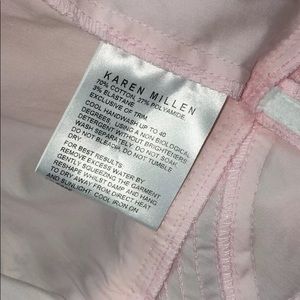 KAREN MILLEN
70% COTTON, 27% POLYAMIDE
3% ELASTANE
EXCLUSIVE OF TRIM
COOL HANDWASH UP TO 40
DEGREES, USING A NON BIOLOGICAL
DETERGENT WITHOUT BRIGHTENERS
WASH SEPARATELY DO NOT SOAK
DO NOT BLEACH DO NOT TUMBLE
DRY.
FOR BEST RESULTS
REMOVE EXCESS WATER BY
GENTLY SQUEEZING THE GARMENT
RESHAPE WHILST DAMP AND HANG
TO DRY AWAY FROM DIRECT HEAT
AND SUNLIGHT. COOL IRON ON